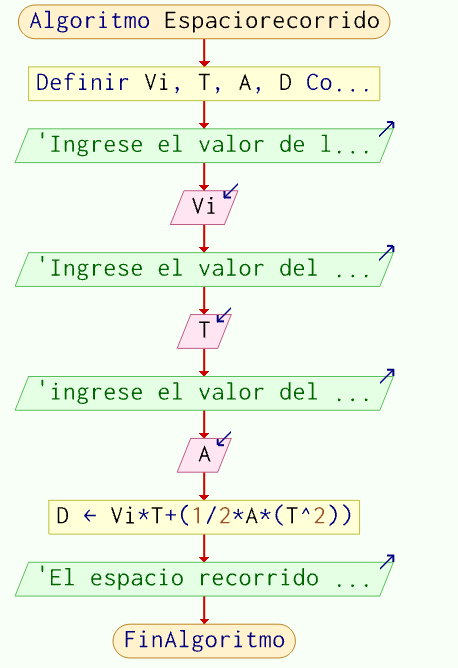 Algoritmo Espaciorecorrido
Definir Vi, T, A, D Co...
'Ingrese el valor de l...
Vi
'Ingrese el valor del ...
T
'ingrese el valor del ...
A
D ← Vi*T+(1/2*A*(T^2))
'El espacio recorrido ...
FinAlgoritmo